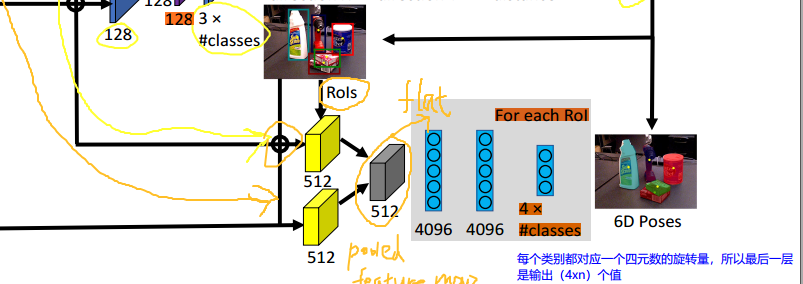 128
128
128
3 ×
#classes
RoIs
flat
For each RoI
512
512
512
4096
4096
4 ×
#classes
6D Poses
pooled
feature map
每个类别都对应一个四元数的旋转量，所以最后一层
是输出（4xn）个值